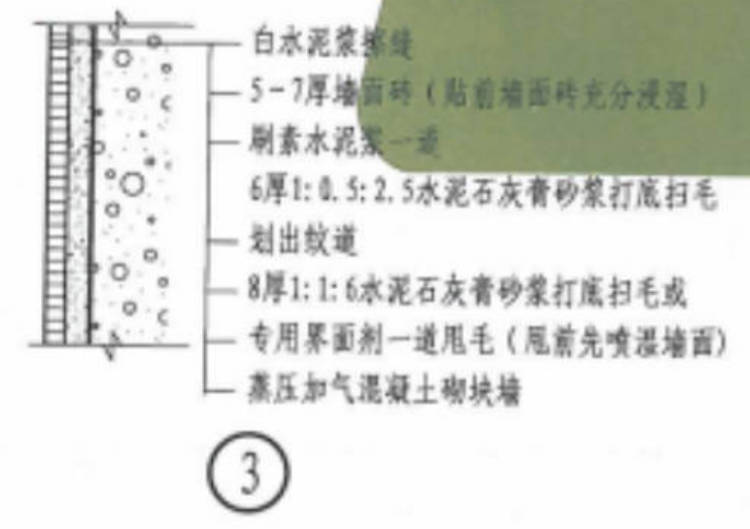 白水泥浆擦缝
5-7厚墙面砖（贴前墙面砖充分浸湿）
刷素水泥浆一道
6厚1:0.5:2.5水泥石灰膏砂浆打底扫毛
划出纹道
8厚1:1:6水泥石灰膏砂浆打底扫毛或
专用界面剂一道甩毛（甩前先喷湿墙面）
蒸压加气混凝土砌块墙
3